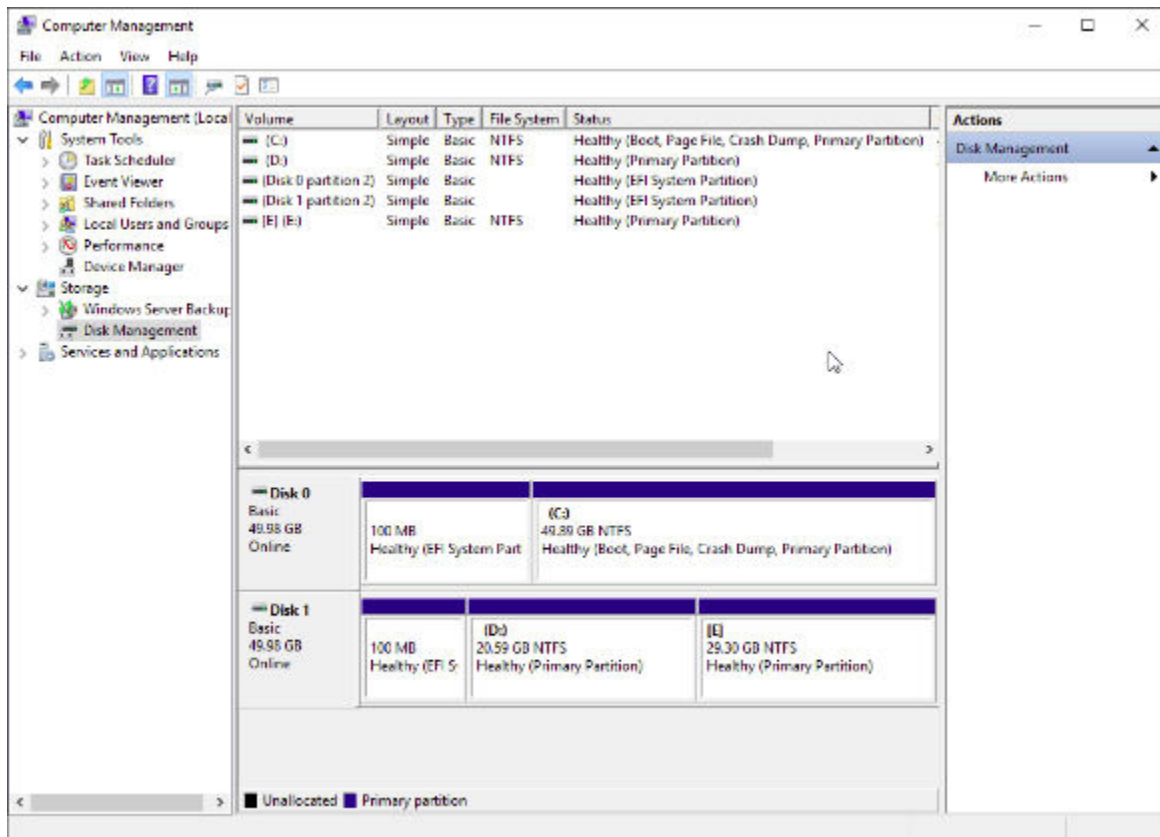 Computer Management
File Action View Help
Computer Management (Local
System Tools
Task Scheduler
Event Viewer
Shared Folders
Local Users and Groups
Performance
Device Manager
Storage
Windows Server Backup
Disk Management
Services and Applications
Volume Layout Type File System Status
(C:) Simple Basic NTFS Healthy (Boot, Page File, Crash Dump, Primary Partition)
(D:) Simple Basic NTFS Healthy (Primary Partition)
(Disk 0 partition 2) Simple Basic Healthy (EFI System Partition)
(Disk 1 partition 2) Simple Basic Healthy (EFI System Partition)
[E] (E:) Simple Basic NTFS Healthy (Primary Partition)
Disk 0
Basic
49.98 GB
Online
100 MB
Healthy (EFI System Part
(C:)
49.89 GB NTFS
Healthy (Boot, Page File, Crash Dump, Primary Partition)
Disk 1
Basic
49.98 GB
Online
100 MB
Healthy (EFI S
(D:)
20.59 GB NTFS
Healthy (Primary Partition)
[E]
29.30 GB NTFS
Healthy (Primary Partition)
Unallocated Primary partition
Actions
Disk Management
More Actions